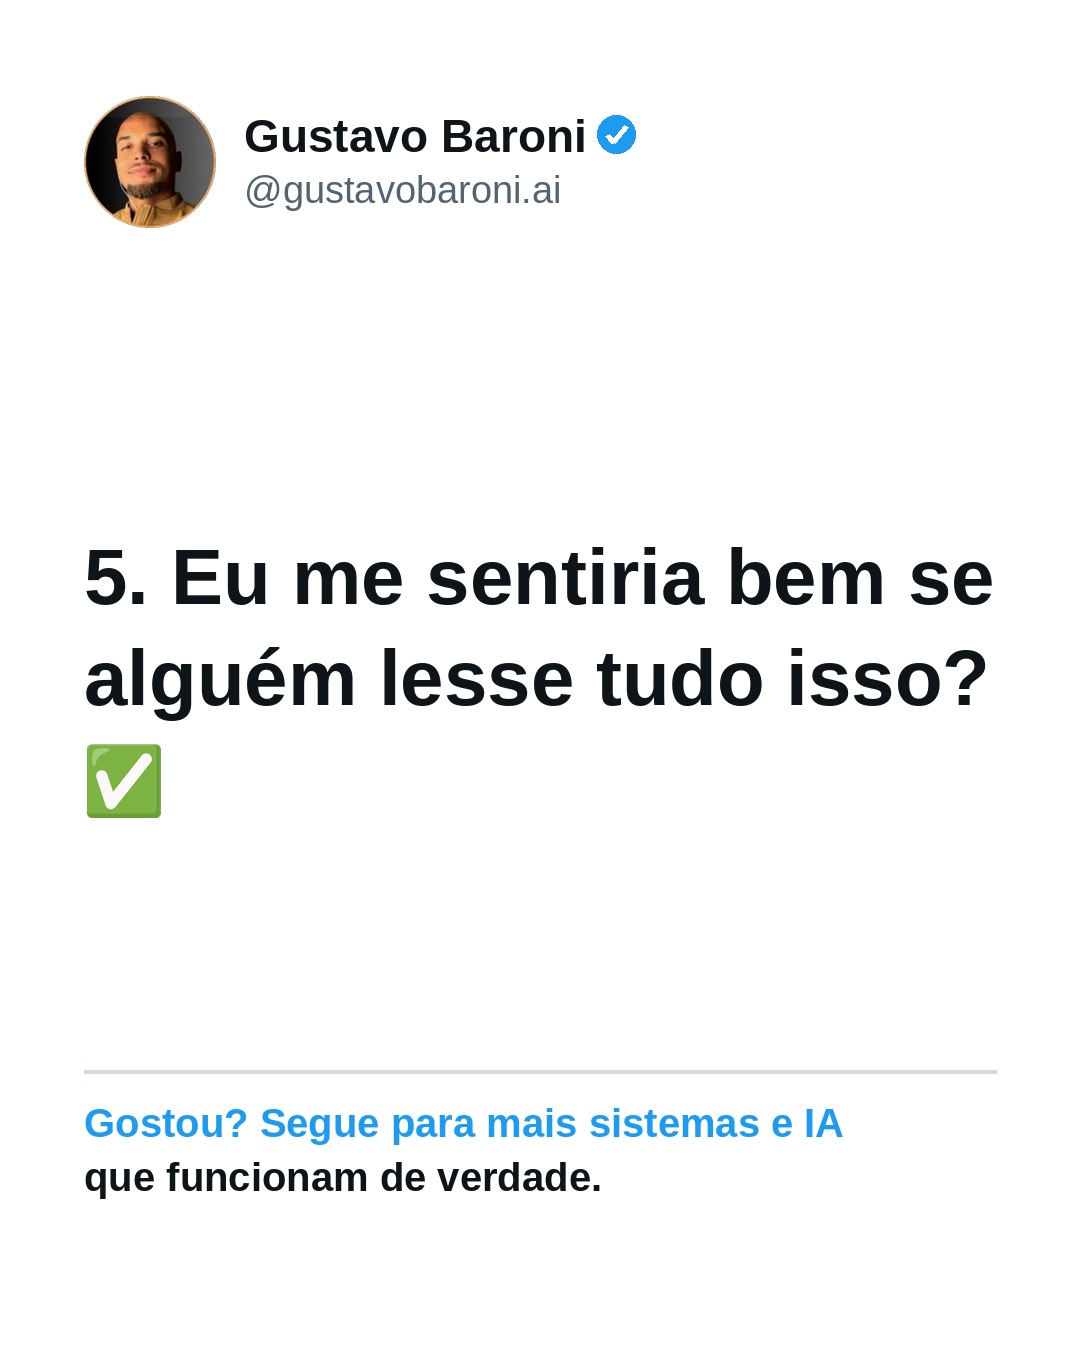 Gustavo Baroni
@gustavobaroni.ai
5. Eu me sentiria bem se
alguém lesse tudo isso?
✅
Gostou? Segue para mais sistemas e IA
que funcionam de verdade.